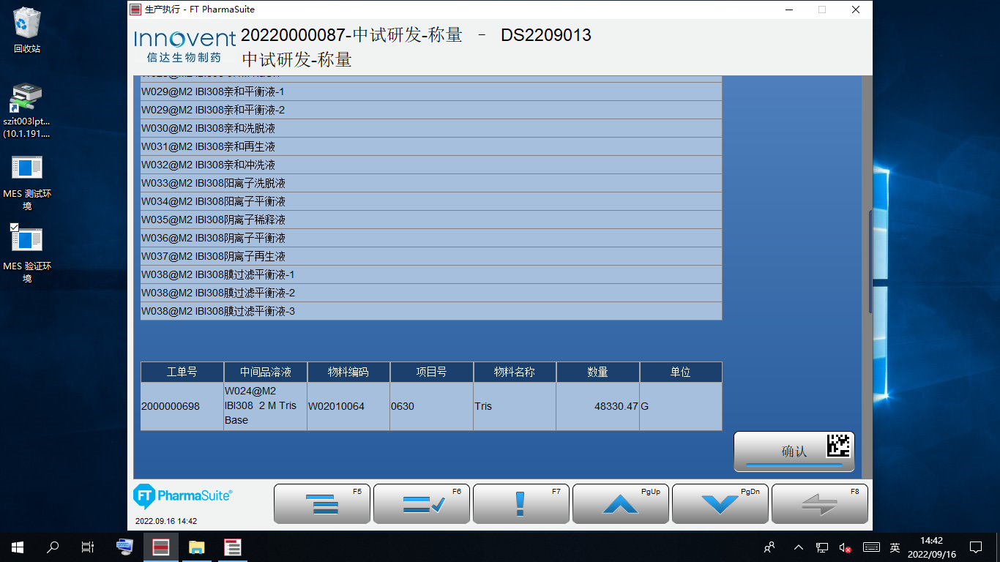 回收站
szit003lpt...
(10.1.191....
MES 测试环
境
MES 验证环
境
生产执行 - FT PharmaSuite
Innovent
信达生物制药
20220000087-中试研发-称量 - DS2209013
中试研发-称量
W029@M2 IBI308亲和平衡液-1
W029@M2 IBI308亲和平衡液-2
W030@M2 IBI308亲和洗脱液
W031@M2 IBI308亲和再生液
W032@M2 IBI308亲和冲洗液
W033@M2 IBI308阳离子洗脱液
W034@M2 IBI308阳离子平衡液
W035@M2 IBI308阴离子稀释液
W036@M2 IBI308阴离子平衡液
W037@M2 IBI308阴离子再生液
W038@M2 IBI308膜过滤平衡液-1
W038@M2 IBI308膜过滤平衡液-2
W038@M2 IBI308膜过滤平衡液-3
工单号 中间品溶液 物料编码 项目号 物料名称 数量 单位
W024@M2
2000000698 IBI308 2 M Tris W02010064 0630 Tris 48330.47 G
Base
确认
FT PharmaSuite®
2022.09.16 14:42
F5 F6 F7 PgUp PgDn F8
英
14:42
2022/09/16